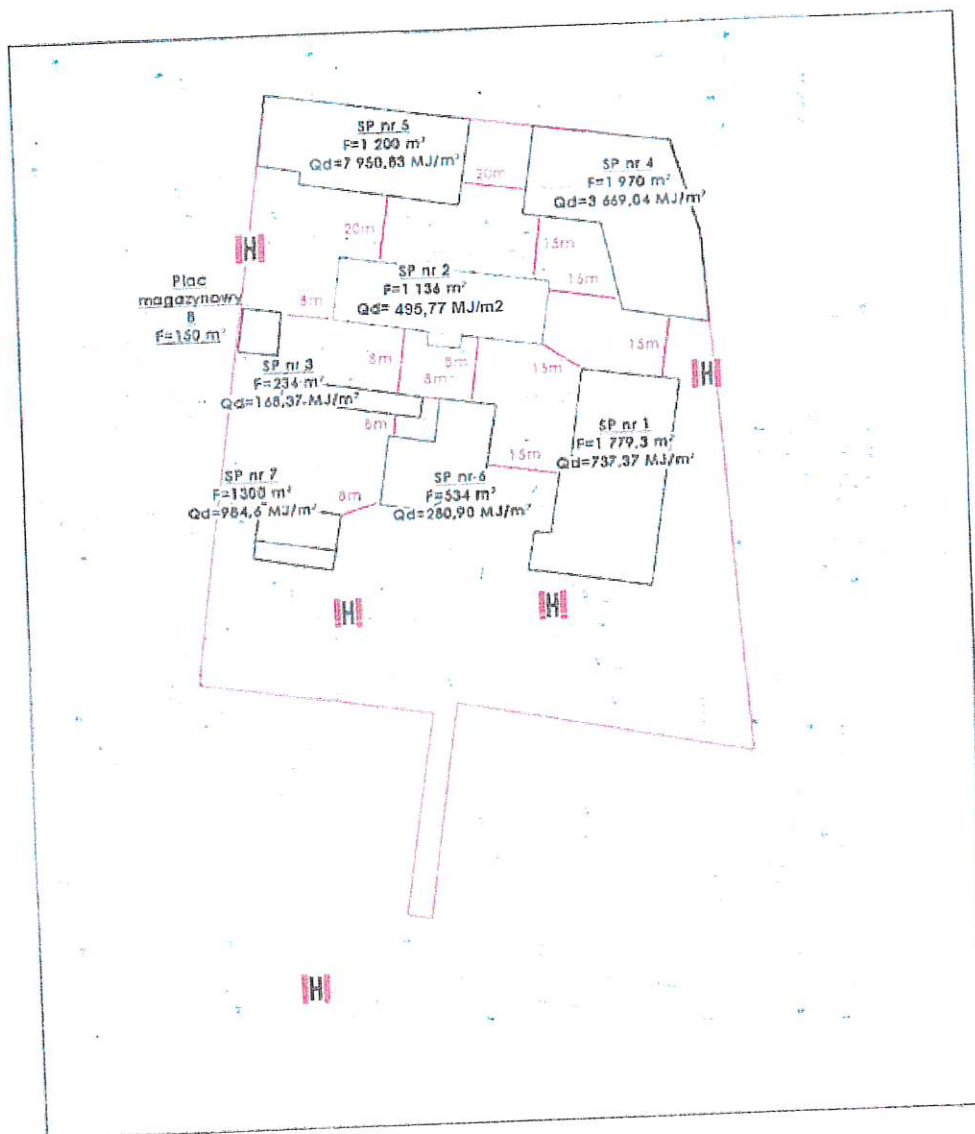 SP nr 5
F=1 200 m²
Qd=7 950,83 MJ/m²
SP nr 4
F=1 970 m²
Qd=3 669,04 MJ/m²
20m
20m
15m
15m
H
SP nr 2
F=1 136 m²
Qd= 495,77 MJ/m2
Plac
magazynowy
8
F=150 m²
8m
8m
8m
8m
15m
15m
H
SP nr 3
F=234 m²
Qd=168,37 MJ/m²
8m
SP nr 1
F=1 779,3 m²
Qd=737,37 MJ/m²
15m
SP nr 7
F=1300 m²
Qd=984,6 MJ/m²
8m
SP nr 6
F=534 m²
Qd=280,90 MJ/m²
H
H
H